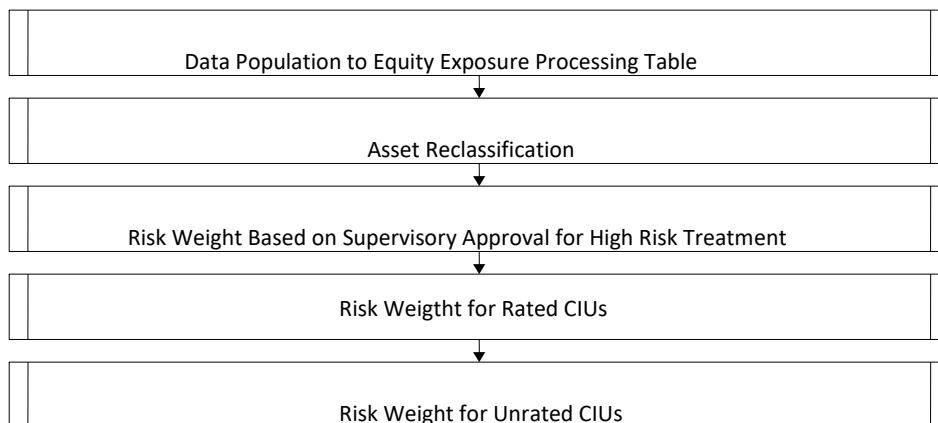 Data Population to Equity Exposure Processing Table
Asset Reclassification
Risk Weight Based on Supervisory Approval for High Risk Treatment
Risk Weigtht for Rated CIUs
Risk Weight for Unrated CIUs